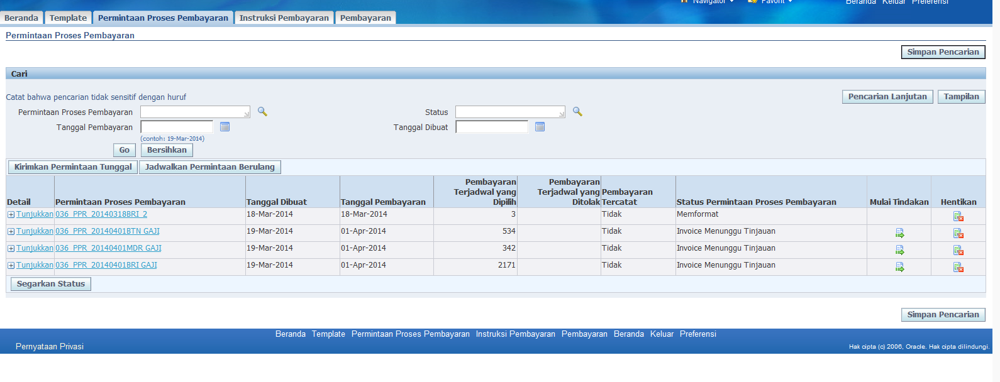 Navigator Favorit Beranda Keluar Preferensi
Beranda Template Permintaan Proses Pembayaran Instruksi Pembayaran Pembayaran
Permintaan Proses Pembayaran
Simpan Pencarian
Cari
Catat bahwa pencarian tidak sensitif dengan huruf
Pencarian Lanjutan Tampilan
Permintaan Proses Pembayaran Status
Tanggal Pembayaran Tanggal Dibuat
(contoh: 19-Mar-2014)
Go Bersihkan
Kirimkan Permintaan Tunggal Jadwalkan Permintaan Berulang
Detail Permintaan Proses Pembayaran Tanggal Dibuat Tanggal Pembayaran Pembayaran Terjadwal yang Dipilih Pembayaran Terjadwal yang Ditolak Pembayaran Tercatat Status Permintaan Proses Pembayaran Mulai Tindakan Hentikan
Tunjukkan 036_PPR_20140318BRI_2 18-Mar-2014 18-Mar-2014 3 Tidak Memformat
Tunjukkan 036_PPR_20140401BTN GAJI 19-Mar-2014 01-Apr-2014 534 Tidak Invoice Menunggu Tinjauan
Tunjukkan 036_PPR_20140401MDR GAJI 19-Mar-2014 01-Apr-2014 342 Tidak Invoice Menunggu Tinjauan
Tunjukkan 036_PPR_20140401BRI GAJI 19-Mar-2014 01-Apr-2014 2171 Tidak Invoice Menunggu Tinjauan
Segarkan Status
Simpan Pencarian
Beranda Template Permintaan Proses Pembayaran Instruksi Pembayaran Pembayaran Beranda Keluar Preferensi
Pernyataan Privasi
Hak cipta (c) 2006, Oracle. Hak cipta dilindungi.